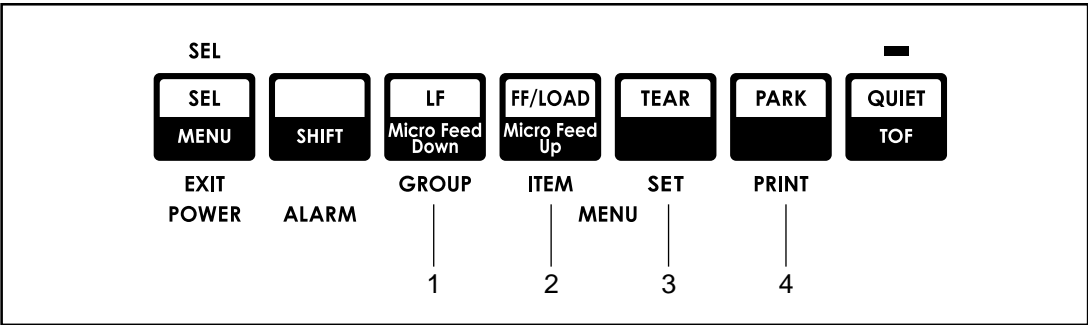 SEL
SEL LF FF/LOAD TEAR PARK QUIET
MENU SHIFT Micro Feed Down Micro Feed Up TOF
EXIT GROUP ITEM SET PRINT
POWER ALARM MENU
1 2 3 4